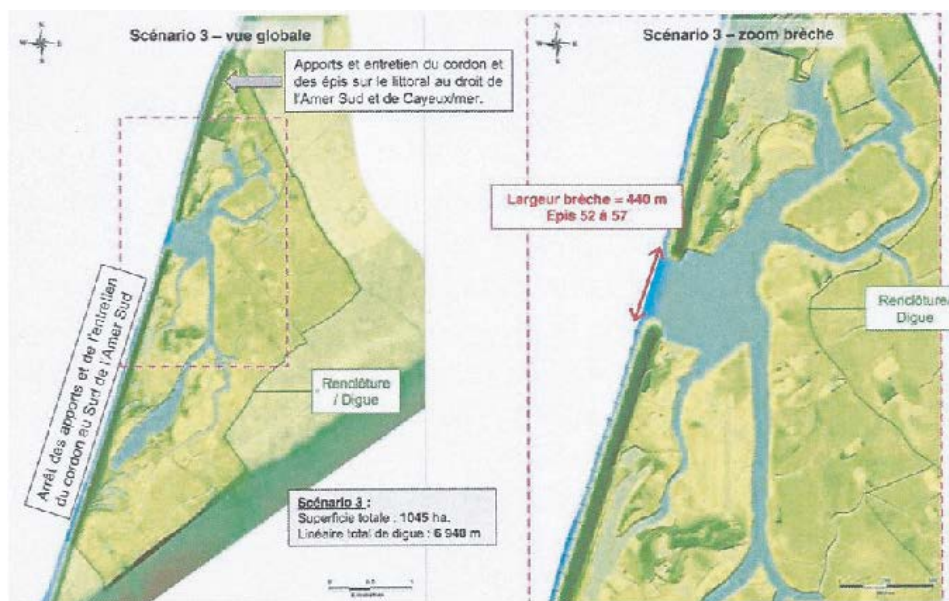 Scénario 3 – vue globale
Apports et entretien du cordon et
des épis sur le littoral au droit de
l'Amer Sud et de Cayeux/mer.
Arrêt des apports et de l'entretien
du cordon au Sud de l'Amer Sud
Renclôture
/ Digue
Scénario 3 :
Superficie totale : 1045 ha.
Linéaire total de digue : 6 940 m
Scénario 3 – zoom brèche
Largeur brèche = 440 m
Epis 52 à 57
Renclôture/
Digue